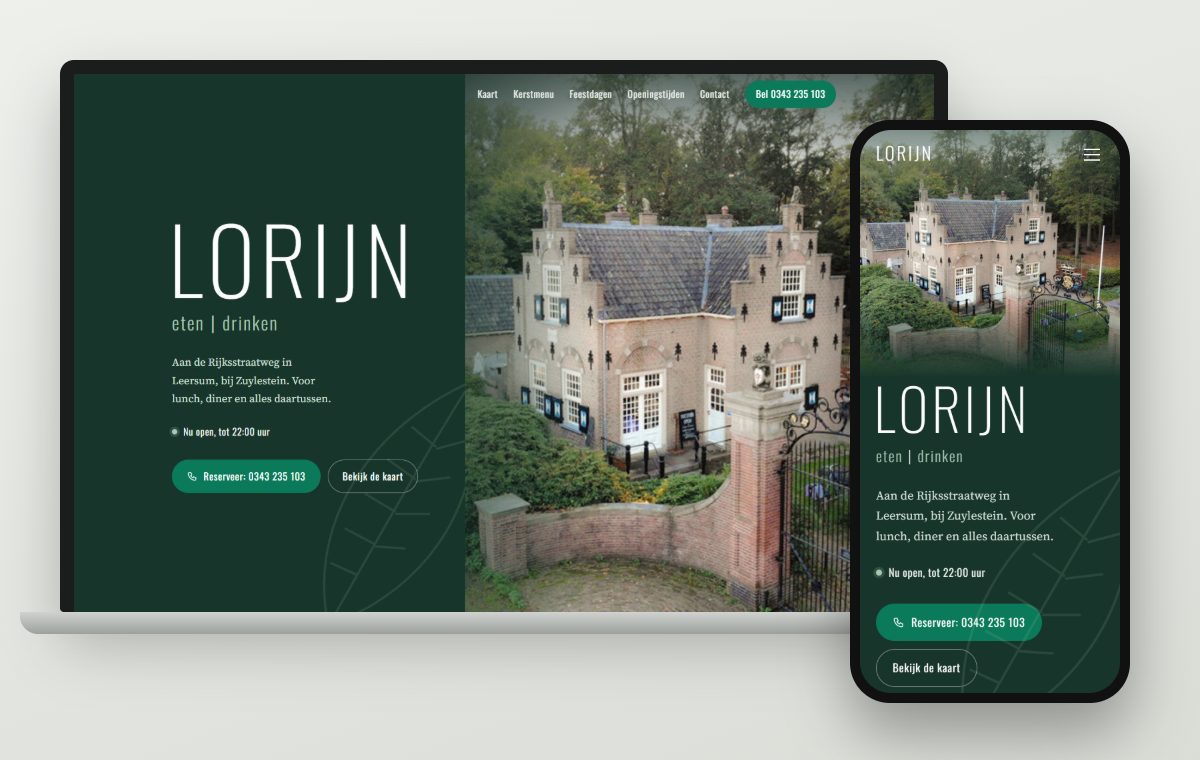 Kaart Kerstmenu Feestdagen Openingstijden Contact Bel 0343 235 103
LORIJN
eten | drinken
Aan de Rijksstraatweg in
Leersum, bij Zuylestein. Voor
lunch, diner en alles daartussen.
Nu open, tot 22:00 uur
Reserveer: 0343 235 103 Bekijk de kaart
LORIJN
LORIJN
eten | drinken
Aan de Rijksstraatweg in
Leersum, bij Zuylestein. Voor
lunch, diner en alles daartussen.
Nu open, tot 22:00 uur
Reserveer: 0343 235 103
Bekijk de kaart